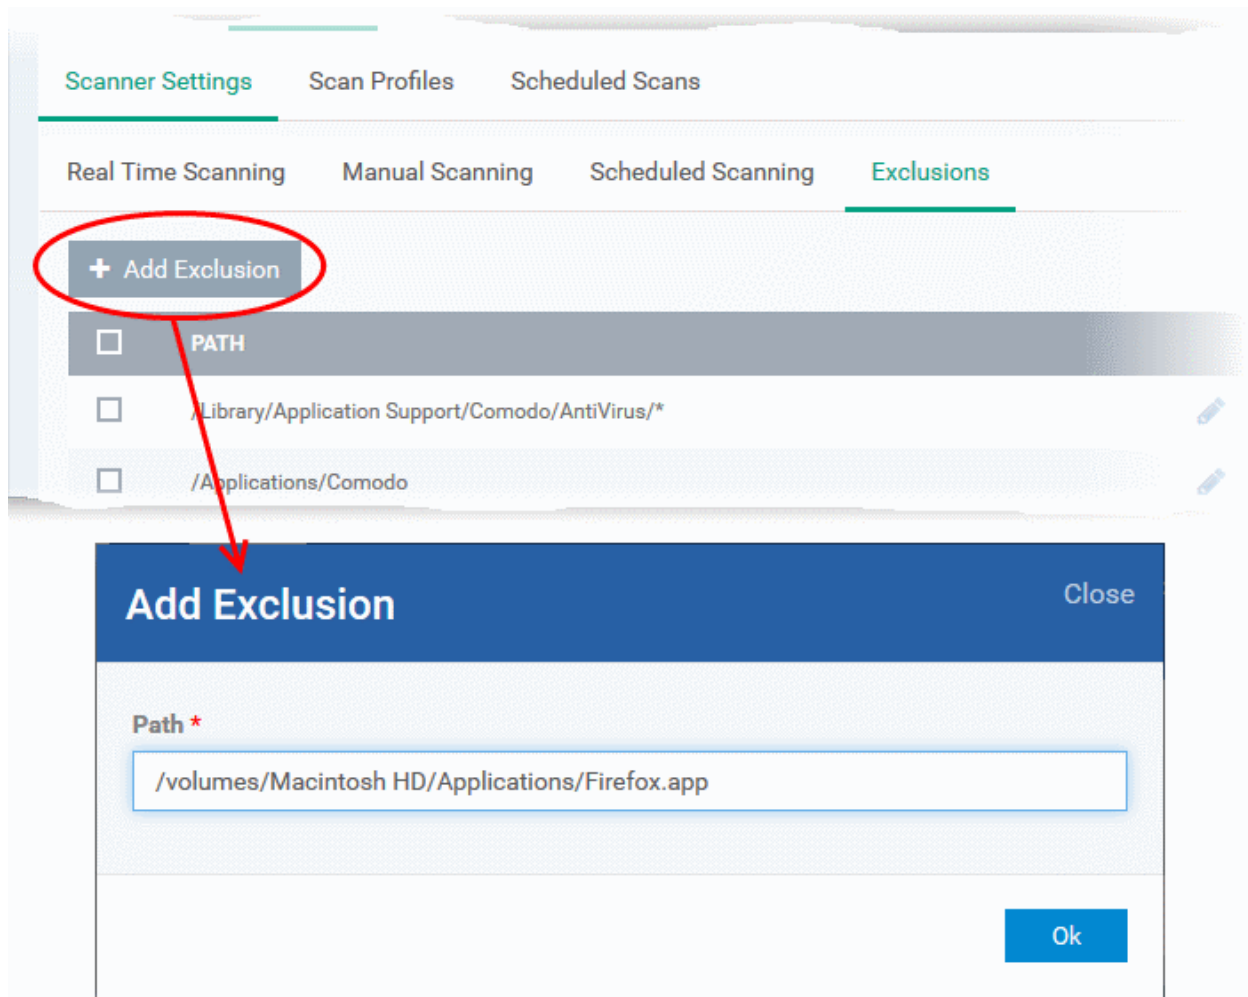 Scanner Settings Scan Profiles Scheduled Scans
Real Time Scanning Manual Scanning Scheduled Scanning Exclusions
+ Add Exclusion
PATH
/Library/Application Support/Comodo/AntiVirus/*
/Applications/Comodo
Add Exclusion Close
Path *
/volumes/Macintosh HD/Applications/Firefox.app
Ok